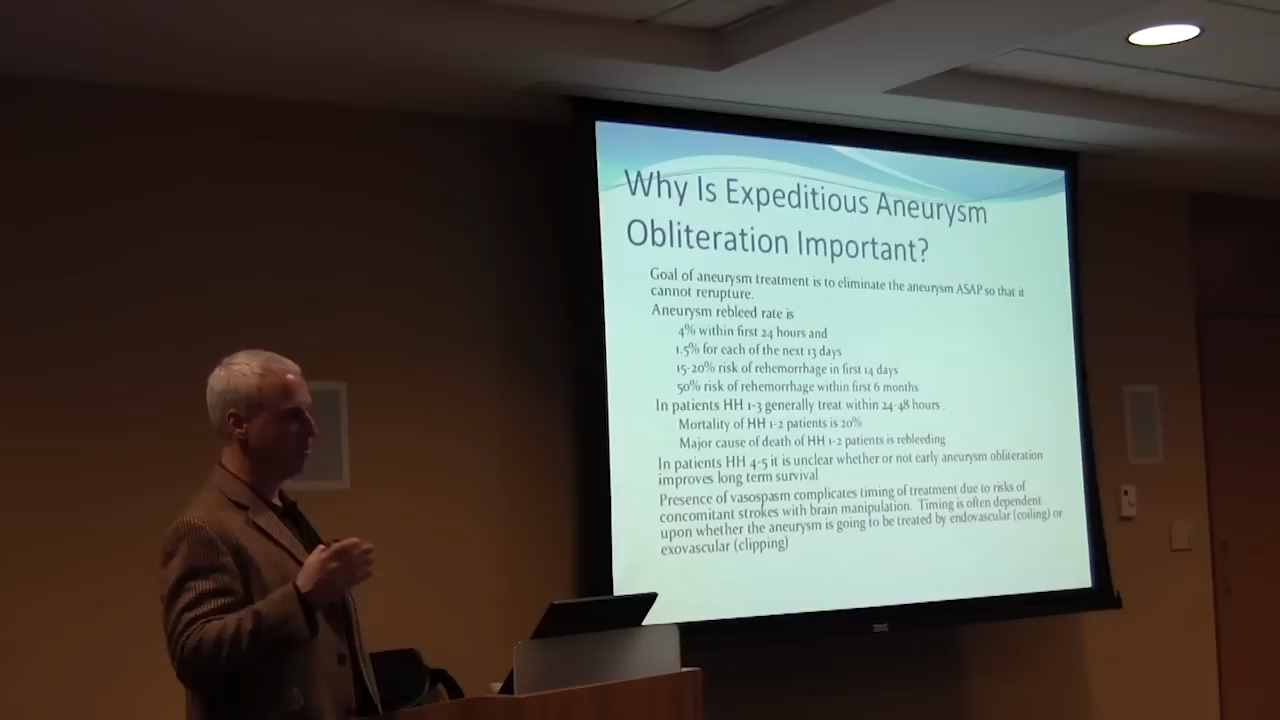 Why Is Expeditious Aneurysm
Obliteration Important?
Goal of aneurysm treatment is to eliminate the aneurysm ASAP so that it
cannot rerupture.
Aneurysm rebleed rate is
4% within first 24 hours and
1.5% for each of the next 13 days
15-20% risk of rehemorrhage in first 14 days
50% risk of rehemorrhage within first 6 months
In patients HH 1-3 generally treat within 24-48 hours .
Mortality of HH 1-2 patients is 20%
Major cause of death of HH 1-2 patients is rebleeding
In patients HH 4-5 it is unclear whether or not early aneurysm obliteration
improves long term survival
Presence of vasospasm complicates timing of treatment due to risks of
concomitant strokes with brain manipulation. Timing is often dependent
upon whether the aneurysm is going to be treated by endovascular (coiling) or
exovascular (clipping)